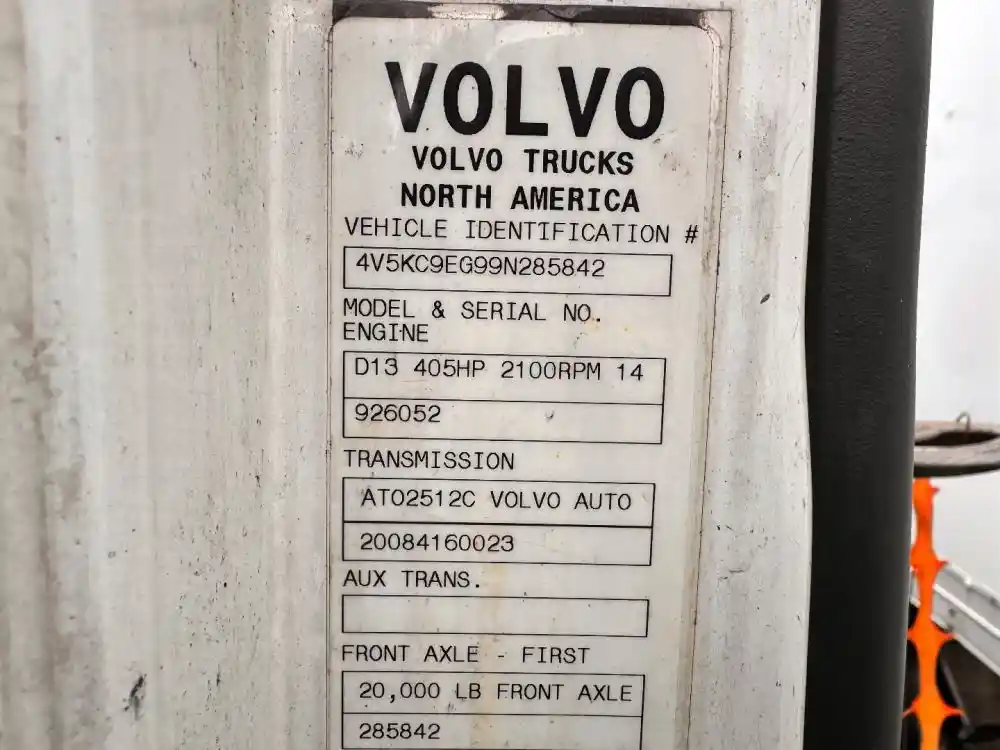 VOLVO
VOLVO TRUCKS
NORTH AMERICA
VEHICLE IDENTIFICATION #
4V5KC9EG99N285842
MODEL & SERIAL NO.
ENGINE
D13 405HP 2100RPM 14
926052
TRANSMISSION
ATO2512C VOLVO AUTO
20084160023
AUX TRANS.
FRONT AXLE - FIRST
20,000 LB FRONT AXLE
285842